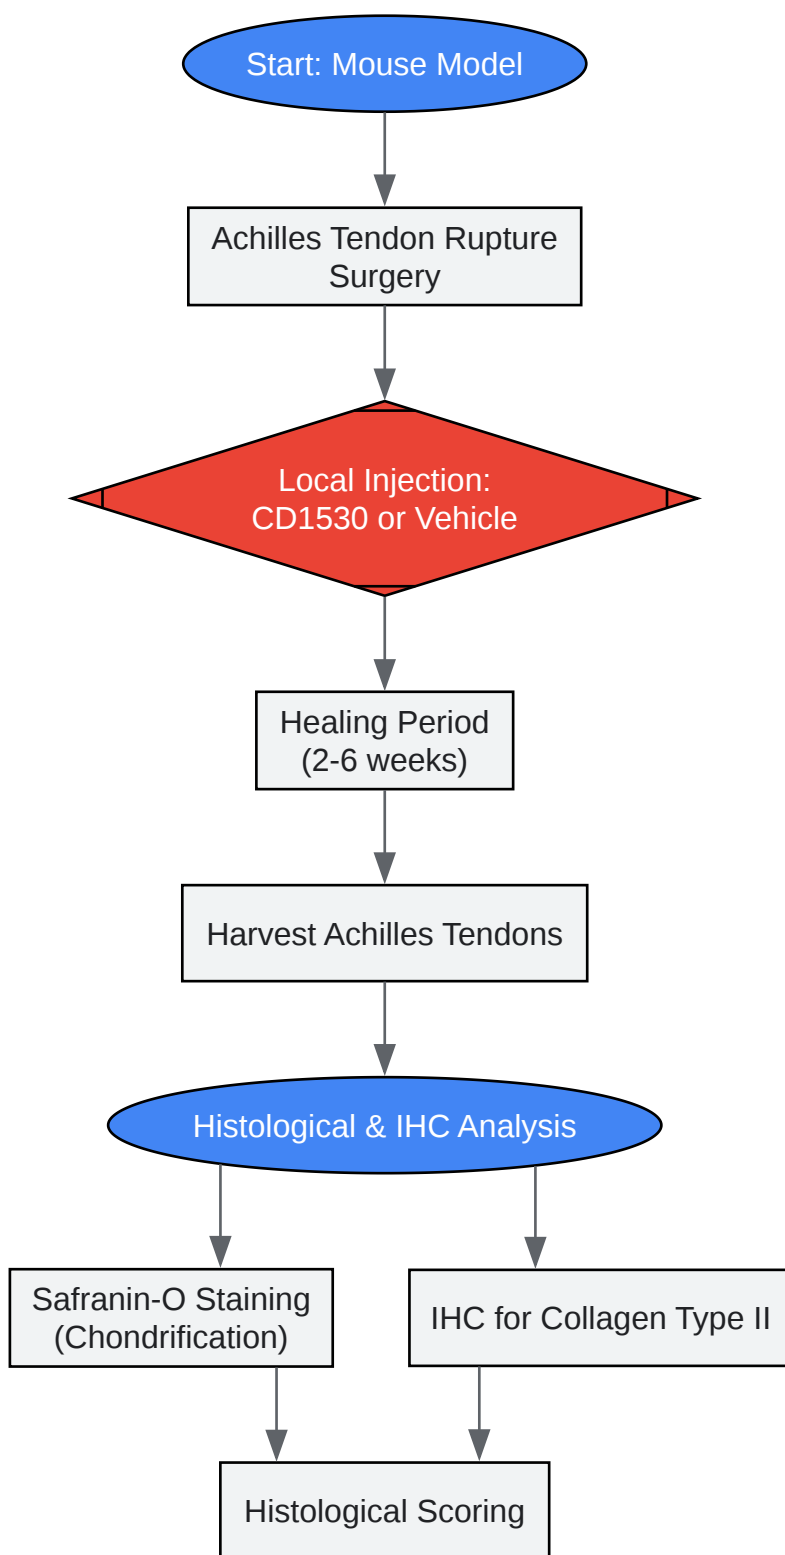 Start: Mouse Model
Achilles Tendon Rupture
Surgery
Local Injection:
CD1530 or Vehicle
Healing Period
(2-6 weeks)
Harvest Achilles Tendons
Histological & IHC Analysis
Safranin-O Staining
(Chondrification)
IHC for Collagen Type II
Histological Scoring